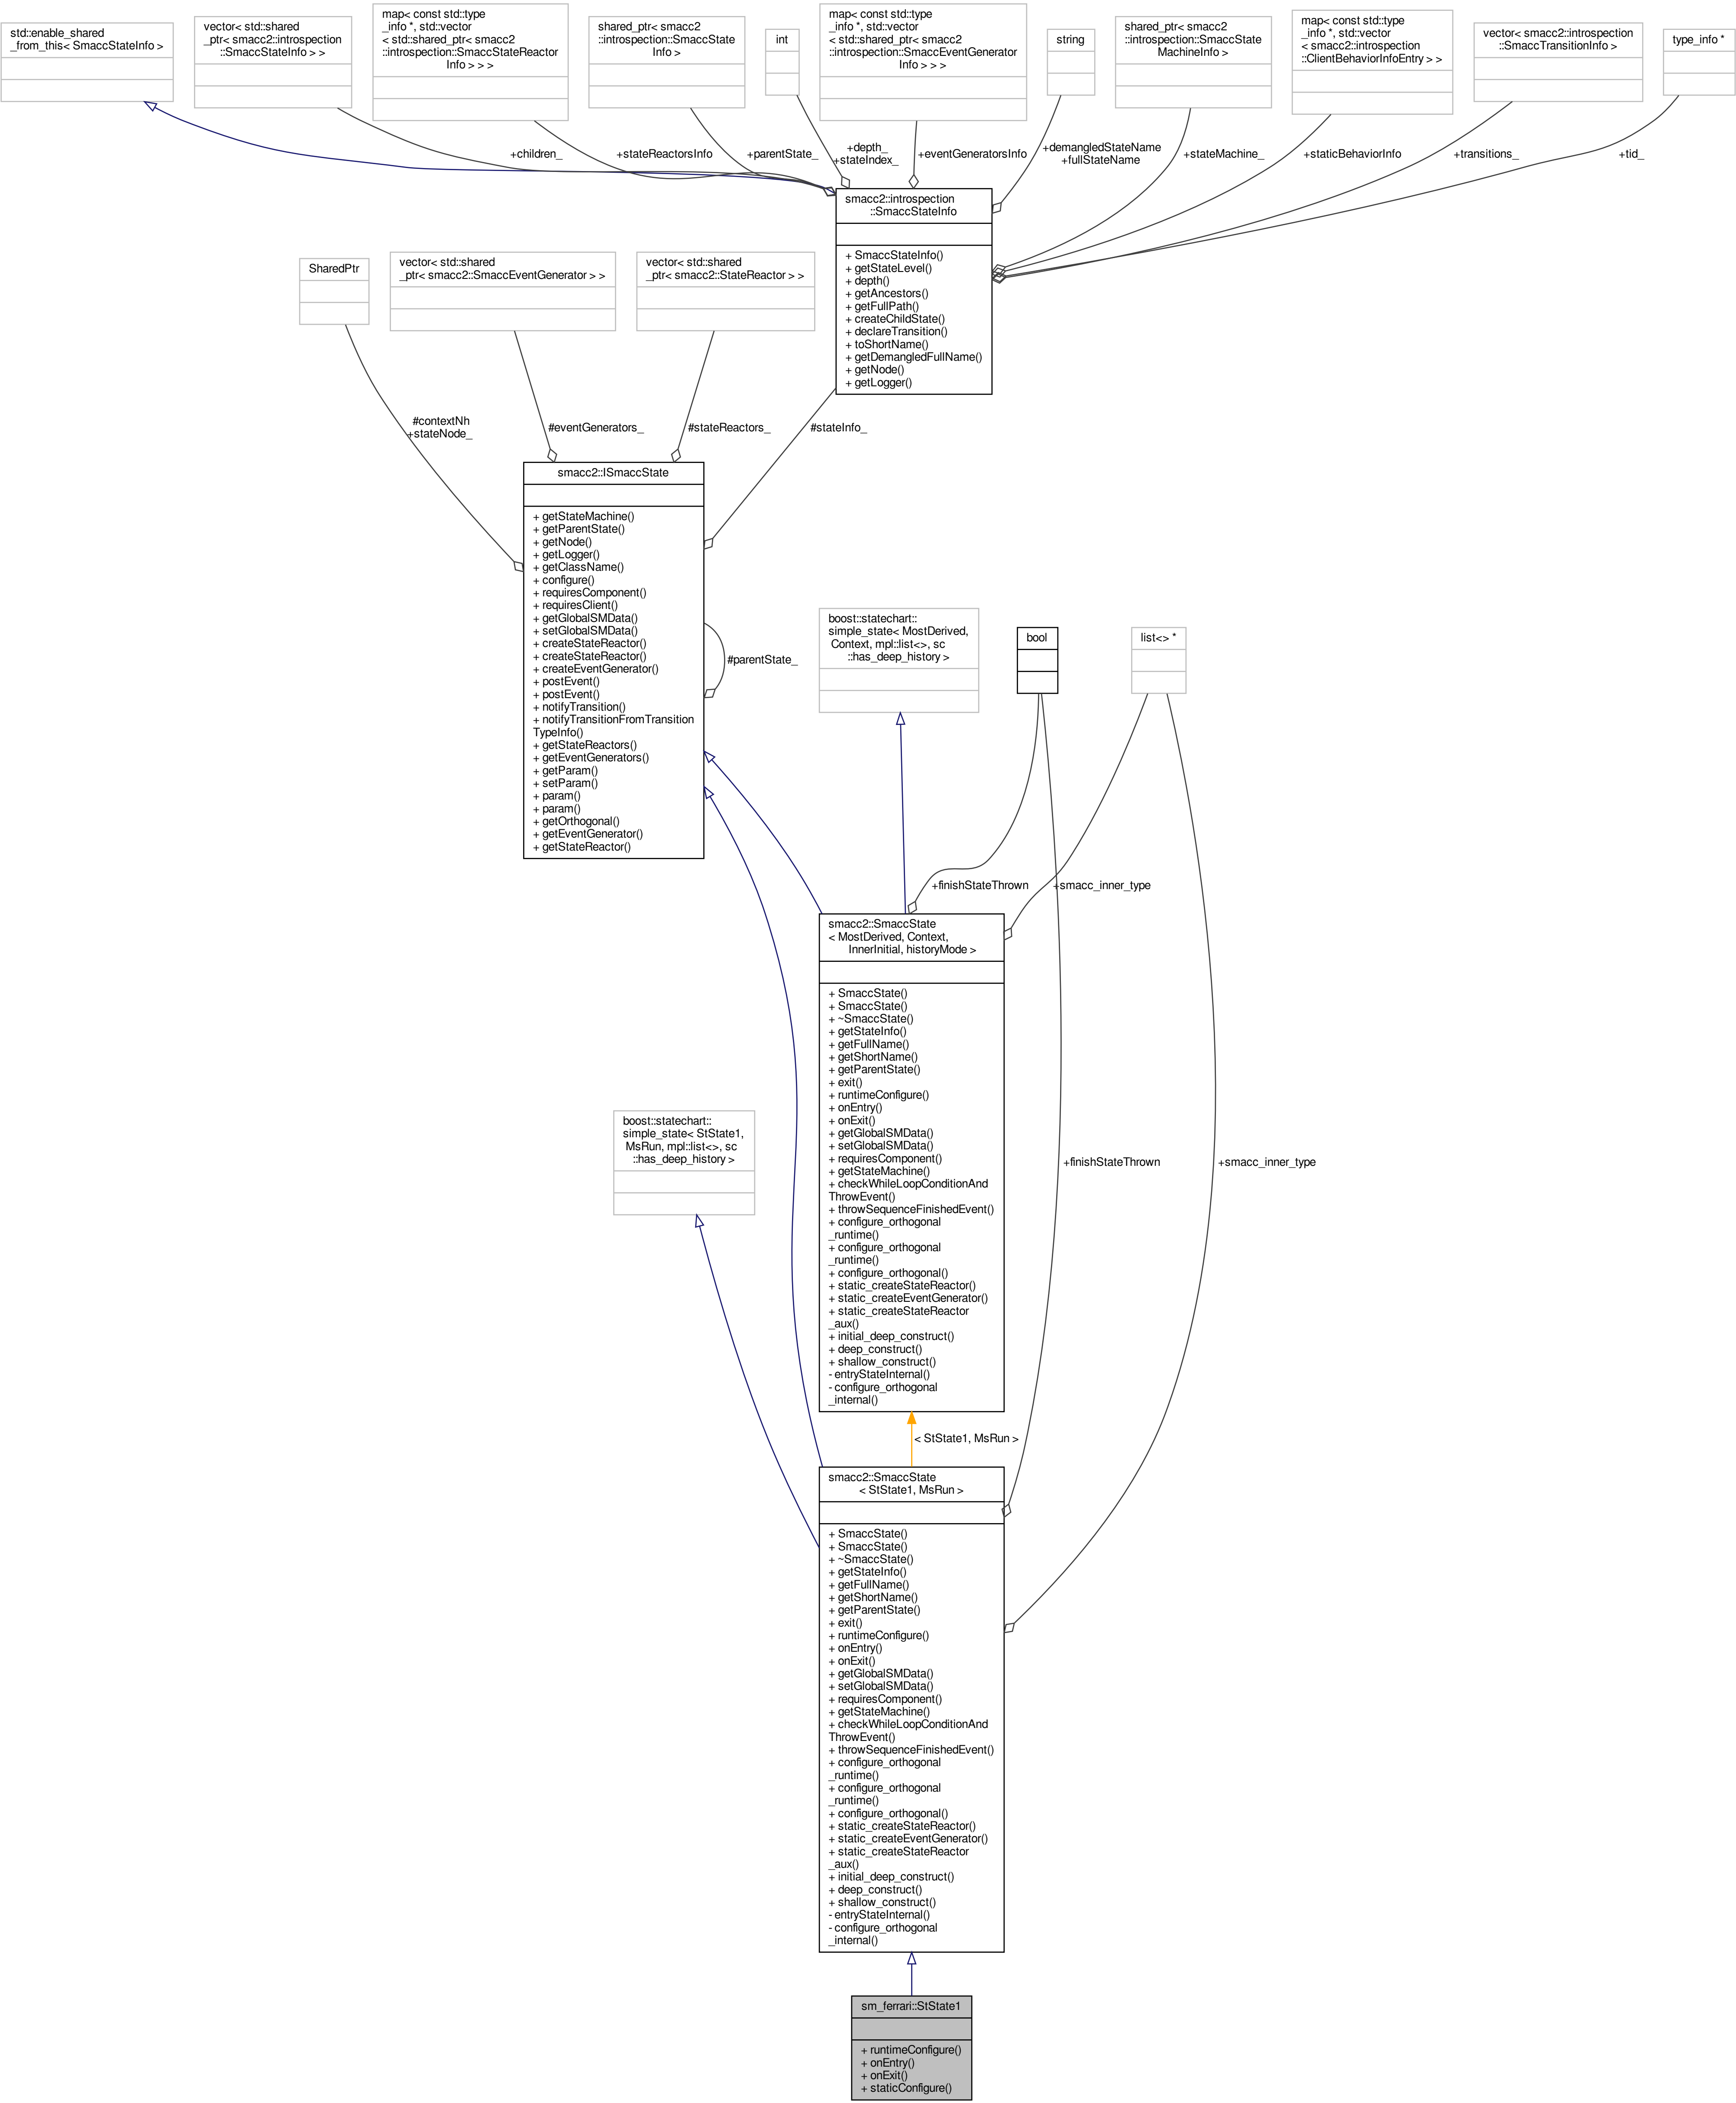 std::enable_shared
_from_this< SmaccStateInfo >
vector< std::shared
_ptr< smacc2::introspection
::SmaccStateInfo > >
map< const std::type
_info *, std::vector
< std::shared_ptr< smacc2
::introspection::SmaccStateReactor
Info > > >
shared_ptr< smacc2
::introspection::SmaccState
Info >
int
map< const std::type
_info *, std::vector
< std::shared_ptr< smacc2
::introspection::SmaccEventGenerator
Info > > >
string
shared_ptr< smacc2
::introspection::SmaccState
MachineInfo >
map< const std::type
_info *, std::vector
< smacc2::introspection
::ClientBehaviorInfoEntry > >
vector< smacc2::introspection
::SmaccTransitionInfo >
type_info *
+children_
+stateReactorsInfo
+parentState_
+depth_
+stateIndex_
+eventGeneratorsInfo
+demangledStateName
+fullStateName
+stateMachine_
+staticBehaviorInfo
+transitions_
+tid_
smacc2::introspection
::SmaccStateInfo
+ SmaccStateInfo()
+ getStateLevel()
+ depth()
+ getAncestors()
+ getFullPath()
+ createChildState()
+ declareTransition()
+ toShortName()
+ getDemangledFullName()
+ getNode()
+ getLogger()
SharedPtr
vector< std::shared
_ptr< smacc2::SmaccEventGenerator > >
vector< std::shared
_ptr< smacc2::StateReactor > >
#contextNh
+stateNode_
#eventGenerators_
#stateReactors_
#stateInfo_
smacc2::ISmaccState
+ getStateMachine()
+ getParentState()
+ getNode()
+ getLogger()
+ getClassName()
+ configure()
+ requiresComponent()
+ requiresClient()
+ getGlobalSMData()
+ setGlobalSMData()
+ createStateReactor()
+ createStateReactor()
+ createEventGenerator()
+ postEvent()
+ postEvent()
+ notifyTransition()
+ notifyTransitionFromTransition
TypeInfo()
+ getStateReactors()
+ getEventGenerators()
+ getParam()
+ setParam()
+ param()
+ param()
+ getOrthogonal()
+ getEventGenerator()
+ getStateReactor()
#parentState_
boost::statechart::
simple_state< MostDerived,
Context, mpl::list<>, sc
::has_deep_history >
bool
list<> *
+finishStateThrown
+smacc_inner_type
smacc2::SmaccState
< MostDerived, Context,
InnerInitial, historyMode >
+ SmaccState()
+ SmaccState()
+ ~SmaccState()
+ getStateInfo()
+ getFullName()
+ getShortName()
+ getParentState()
+ exit()
+ runtimeConfigure()
+ onEntry()
+ onExit()
+ getGlobalSMData()
+ setGlobalSMData()
+ requiresComponent()
+ getStateMachine()
+ checkWhileLoopConditionAnd
ThrowEvent()
+ throwSequenceFinishedEvent()
+ configure_orthogonal
_runtime()
+ configure_orthogonal
_runtime()
+ configure_orthogonal()
+ static_createStateReactor()
+ static_createEventGenerator()
+ static_createStateReactor
_aux()
+ initial_deep_construct()
+ deep_construct()
+ shallow_construct()
- entryStateInternal()
- configure_orthogonal
_internal()
boost::statechart::
simple_state< StState1,
MsRun, mpl::list<>, sc
::has_deep_history >
+finishStateThrown
+smacc_inner_type
< StState1, MsRun >
smacc2::SmaccState
< StState1, MsRun >
+ SmaccState()
+ SmaccState()
+ ~SmaccState()
+ getStateInfo()
+ getFullName()
+ getShortName()
+ getParentState()
+ exit()
+ runtimeConfigure()
+ onEntry()
+ onExit()
+ getGlobalSMData()
+ setGlobalSMData()
+ requiresComponent()
+ getStateMachine()
+ checkWhileLoopConditionAnd
ThrowEvent()
+ throwSequenceFinishedEvent()
+ configure_orthogonal
_runtime()
+ configure_orthogonal
_runtime()
+ configure_orthogonal()
+ static_createStateReactor()
+ static_createEventGenerator()
+ static_createStateReactor
_aux()
+ initial_deep_construct()
+ deep_construct()
+ shallow_construct()
- entryStateInternal()
- configure_orthogonal
_internal()
sm_ferrari::StState1
+ runtimeConfigure()
+ onEntry()
+ onExit()
+ staticConfigure()